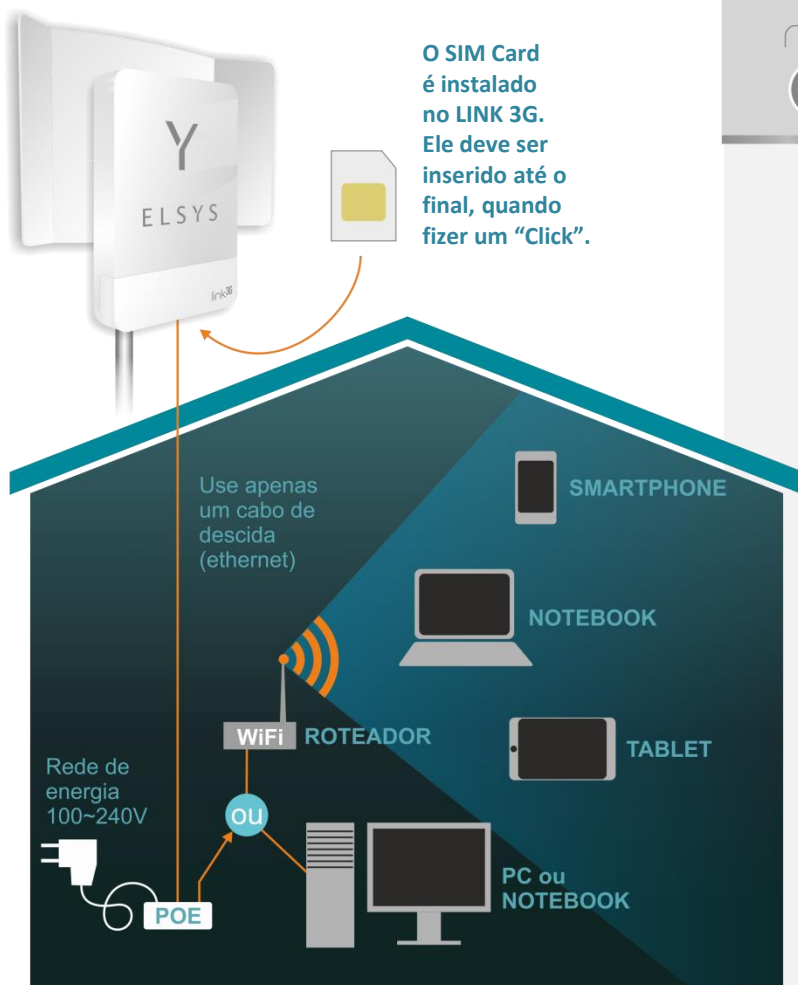 O SIM Card
é instalado
no LINK 3G.
Ele deve ser
inserido até o
final, quando
fizer um “Click”.
Y
ELSYS
link3G
Use apenas
um cabo de
descida
(ethernet)
SMARTPHONE
NOTEBOOK
WiFi ROTEADOR
TABLET
Rede de
energia
100~240V
ou
PC ou
NOTEBOOK
POE